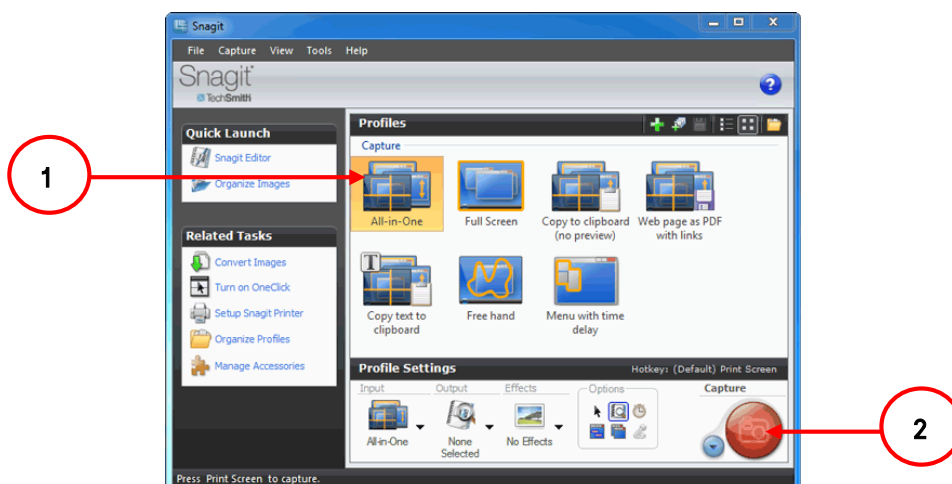 Snagit
File Capture View Tools Help
Snagit
TechSmith
Quick Launch
Snagit Editor
Organize Images
Related Tasks
Convert Images
Turn on OneClick
Setup Snagit Printer
Organize Profiles
Manage Accessories
Profiles
Capture
All-in-One
Full Screen
Copy to clipboard
(no preview)
Web page as PDF
with links
T
Copy text to
clipboard
Free hand
Menu with time
delay
Profile Settings
Hotkey: (Default) Print Screen
Input
Output
Effects
Options
Capture
All-in-One
None
Selected
No Effects
Press Print Screen to capture.
1
2
?